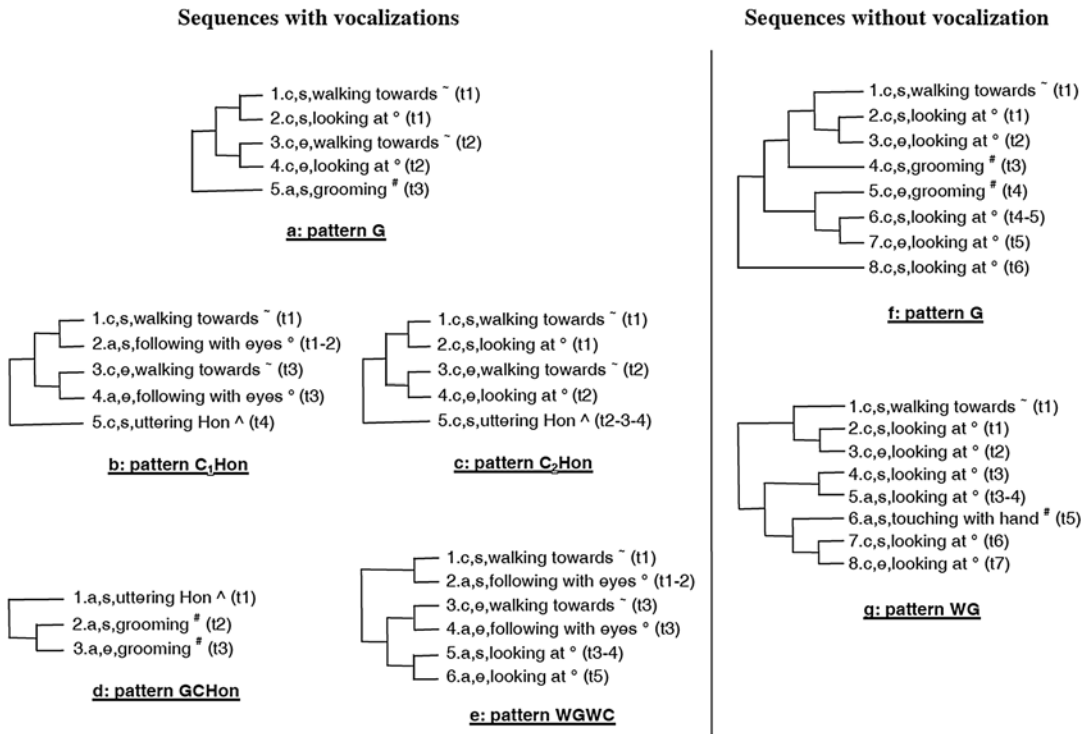 Sequences with vocalizations
1.c,s,walking towards ~ (t1)
2.c,s,looking at ° (t1)
3.c,ɵ,walking towards ~ (t2)
4.c,ɵ,looking at ° (t2)
5.a,s,grooming # (t3)
a: pattern G
1.c,s,walking towards ~ (t1)
2.a,s,following with ɵyɵs ° (t1-2)
3.c,ɵ,walking towards ~ (t3)
4.a,ɵ,following with ɵyɵs ° (t3)
5.c,s,uttɵring Hon ^ (t4)
b: pattern C₁Hon
1.c,s,walking towards ~ (t1)
2.c,s,looking at ° (t1)
3.c,ɵ,walking towards ~ (t2)
4.c,ɵ,looking at ° (t2)
5.c,s,uttɵring Hon ^ (t2-3-4)
c: pattern C₂Hon
1.a,s,uttɵring Hon ^ (t1)
2.a,s,grooming # (t2)
3.a,ɵ,grooming # (t3)
d: pattern GCHon
1.c,s,walking towards ~ (t1)
2.a,s,following with ɵyɵs ° (t1-2)
3.c,ɵ,walking towards ~ (t3)
4.a,ɵ,following with ɵyɵs ° (t3)
5.a,s,looking at ° (t3-4)
6.a,ɵ,looking at ° (t5)
e: pattern WGWC
Sequences without vocalization
1.c,s,walking towards ~ (t1)
2.c,s,looking at ° (t1)
3.c,ɵ,looking at ° (t2)
4.c,s,grooming # (t3)
5.c,ɵ,grooming # (t4)
6.c,s,looking at ° (t4-5)
7.c,ɵ,looking at ° (t5)
8.c,s,looking at ° (t6)
f: pattern G
1.c,s,walking towards ~ (t1)
2.c,s,looking at ° (t1)
3.c,ɵ,looking at ° (t2)
4.c,s,looking at ° (t3)
5.a,s,looking at ° (t3-4)
6.a,s,touching with hand # (t5)
7.c,s,looking at ° (t6)
8.c,ɵ,looking at ° (t7)
g: pattern WG